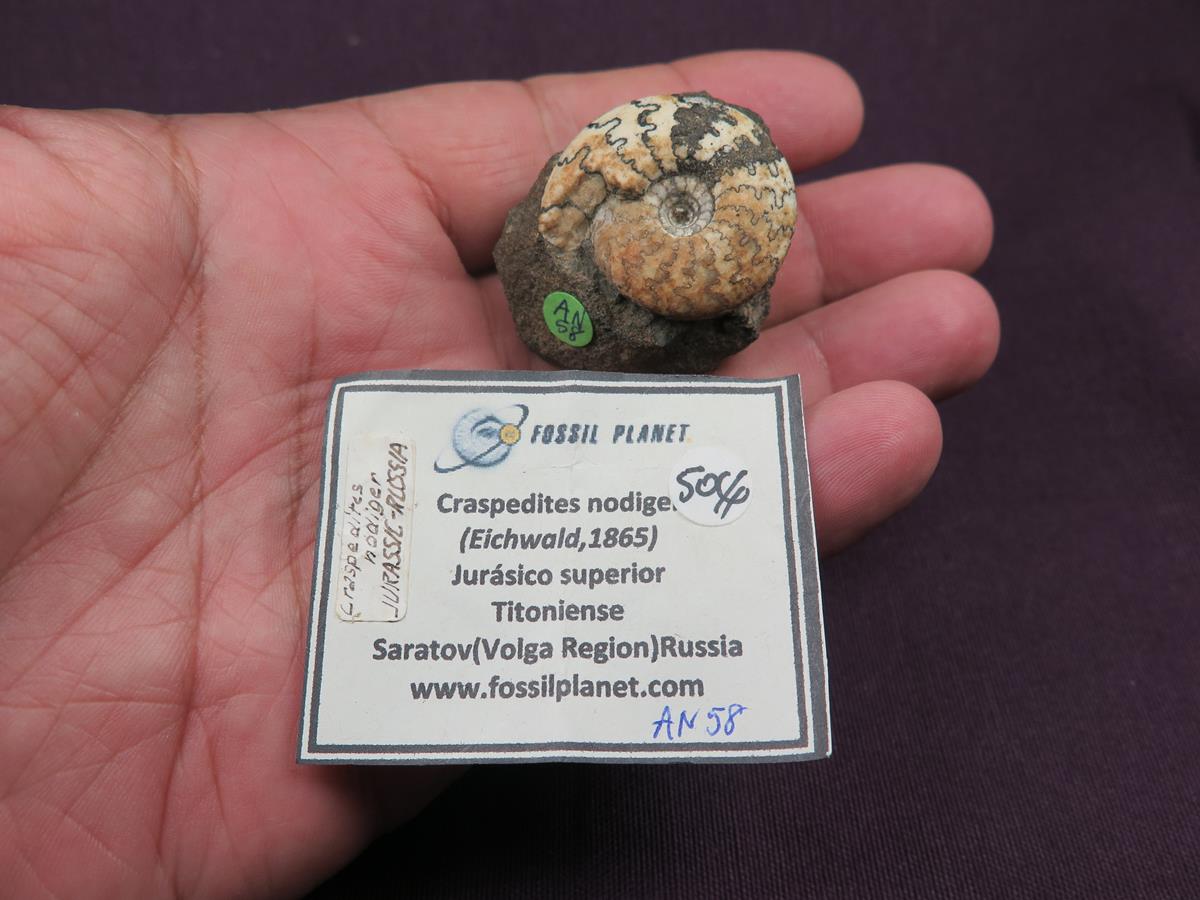 AN
58
FOSSIL PLANET
Craspedites nodige
(Eichwald,1865)
Jurásico superior
Titoniense
Saratov(Volga Region)Russia
www.fossilplanet.com
AN 58
Craspedites
nodiger
JURASSIC-RUSSIA